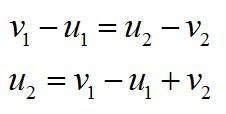 v₁ − u₁ = u₂ − v₂
u₂ = v₁ − u₁ + v₂